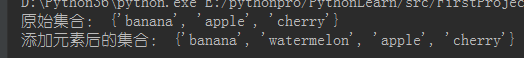 D:\Python36\python.exe E:/pythonpro/PythonLearn/src/FirstProjec
原始集合: {'banana', 'apple', 'cherry'}
添加元素后的集合: {'banana', 'watermelon', 'apple', 'cherry'}